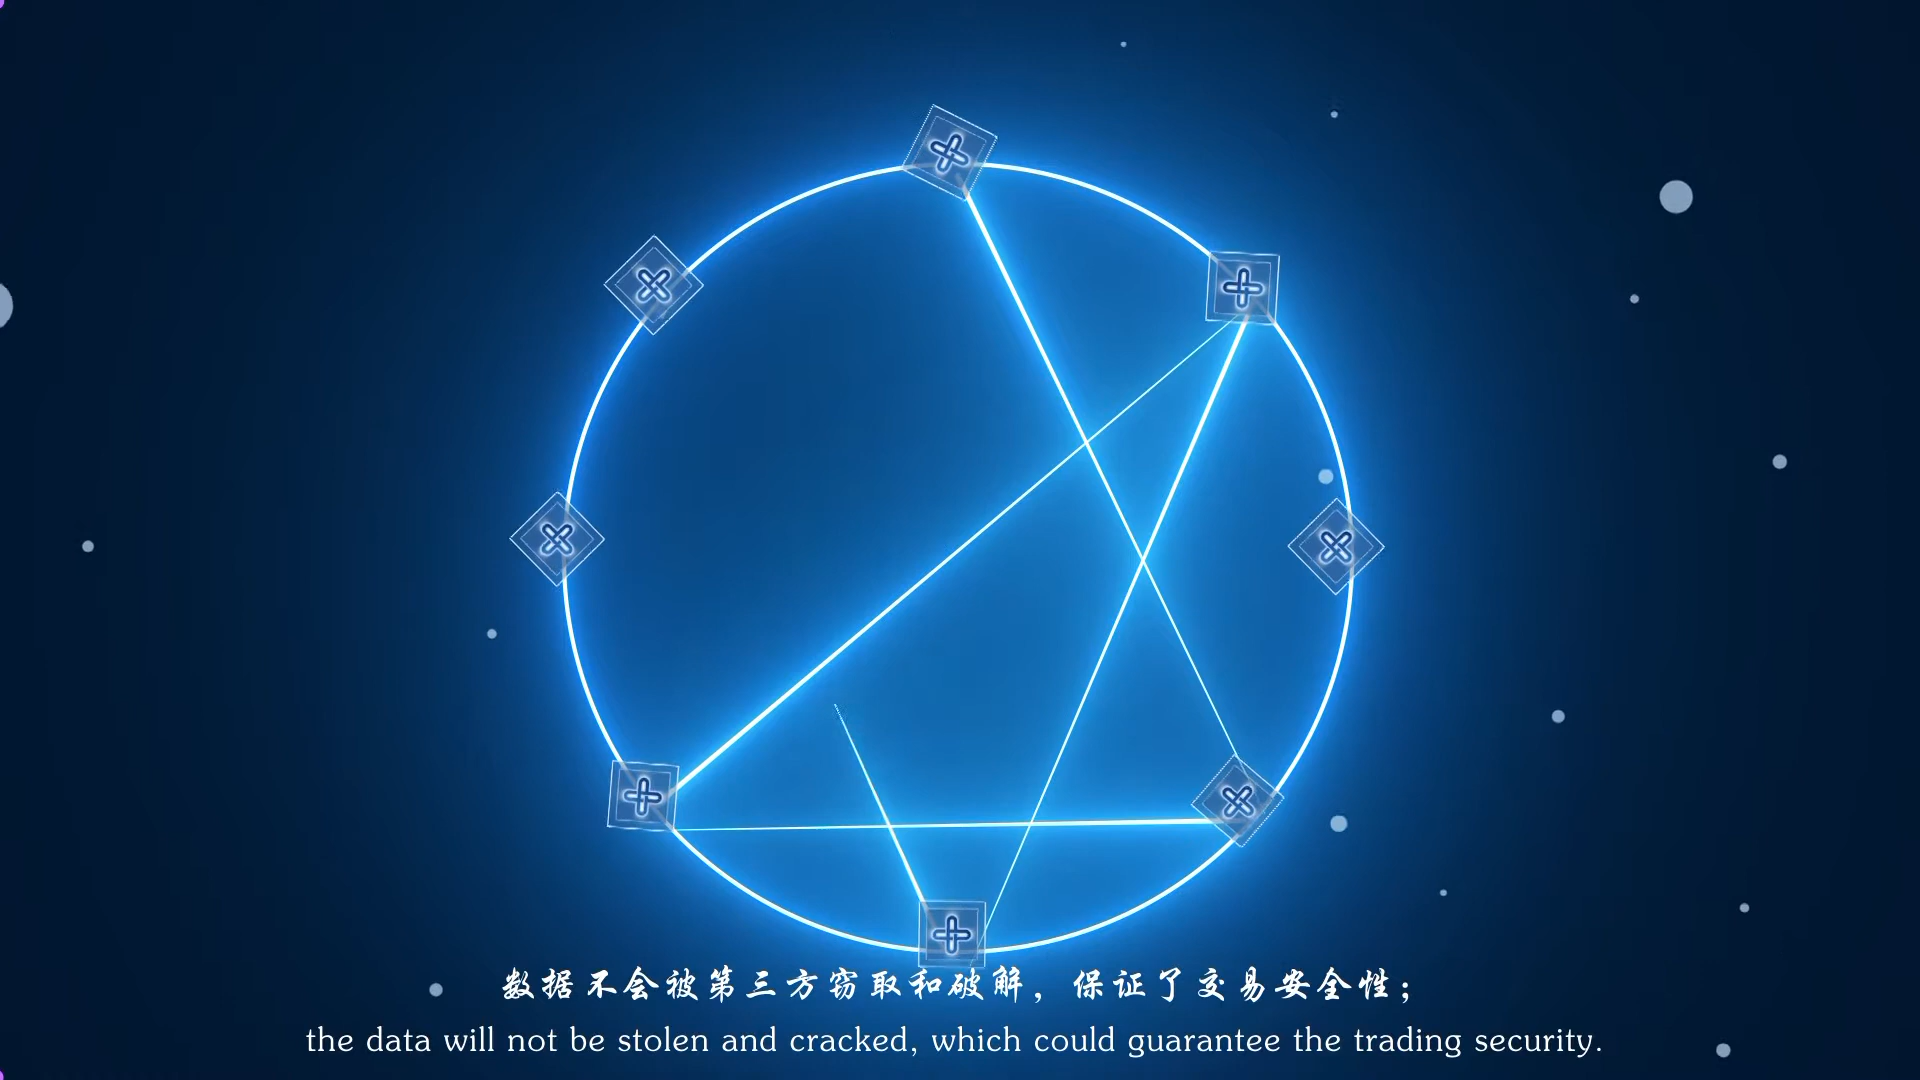 数据不会被第三方窃取和破解，保证了交易安全性；
the data will not be stolen and cracked, which could guarantee the trading security.